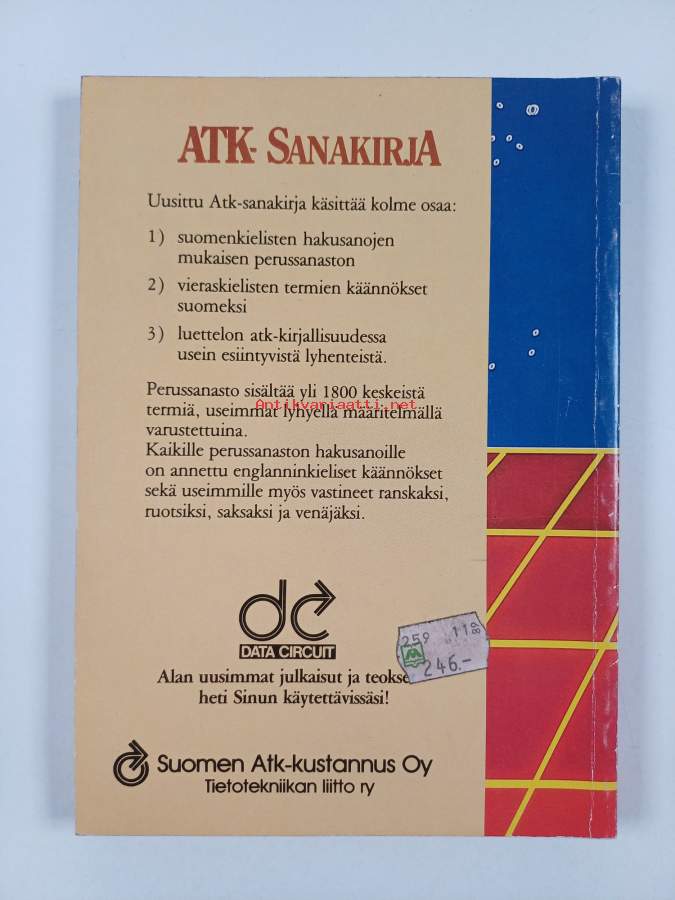 ATK-SANAKIRJA
Uusittu Atk-sanakirja käsittää kolme osaa:
1) suomenkielisten hakusanojen
mukaisen perussanaston
2) vieraskielisten termien käännökset
suomeksi
3) luettelon atk-kirjallisuudessa
usein esiintyvistä lyhenteistä.
Perussanasto sisältää yli 1800 keskeistä
Antikvariaatti.net
termiä, useimmat lyhyellä määritelmällä
varustettuina.
Kaikille perussanaston hakusanoille
on annettu englanninkieliset käännökset
sekä useimmille myös vastineet ranskaksi,
ruotsiksi, saksaksi ja venäjäksi.
dc
DATA CIRCUIT
259 118
246.-
Alan uusimmat julkaisut ja teokse
heti Sinun käytettävissäsi!
Suomen Atk-kustannus Oy
Tietotekniikan liitto ry